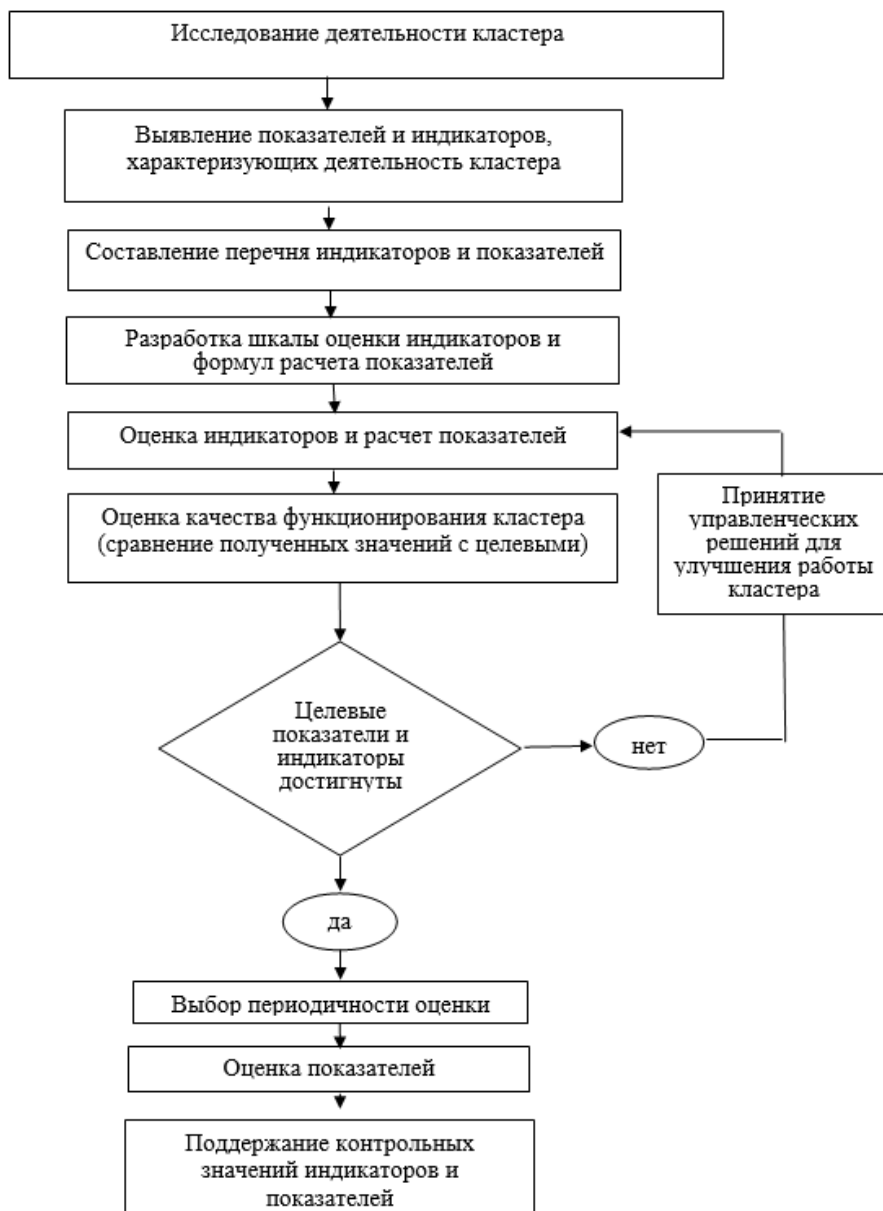 Исследование деятельности кластера
Выявление показателей и индикаторов,
характеризующих деятельность кластера
Составление перечня индикаторов и показателей
Разработка шкалы оценки индикаторов и
формул расчета показателей
Оценка индикаторов и расчет показателей
Оценка качества функционирования кластера
(сравнение полученных значений с целевыми)
Принятие
управленческих
решений для
улучшения работы
кластера
Целевые
показатели и
индикаторы
достигнуты
нет
да
Выбор периодичности оценки
Оценка показателей
Поддержание контрольных
значений индикаторов и
показателей